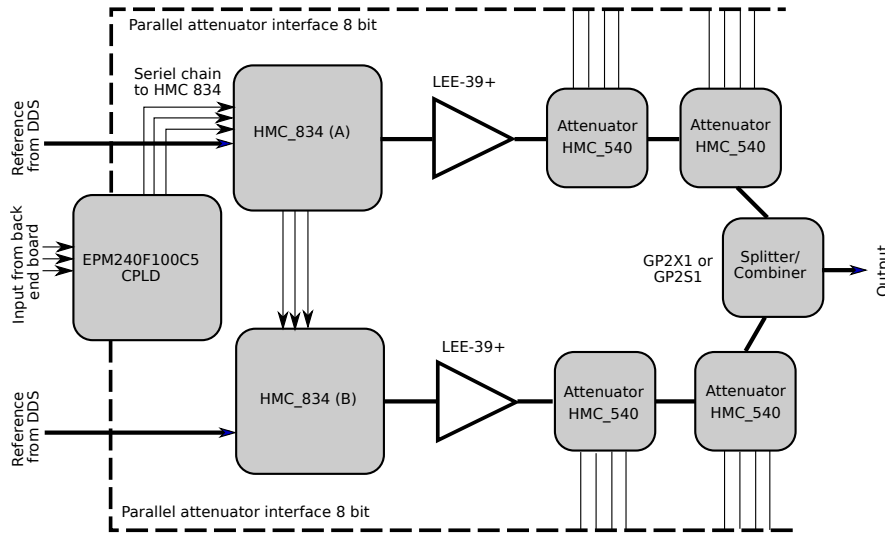 Parallel attenuator interface 8 bit
Seriel chain
to HMC 834
LEE-39+
Reference
from DDS
HMC_834 (A)
Attenuator
HMC_540
Attenuator
HMC_540
Input from back
end board
EPM240F100C5
CPLD
GP2X1 or
GP2S1
Splitter/
Combiner
Output
LEE-39+
Reference
from DDS
HMC_834 (B)
Attenuator
HMC_540
Attenuator
HMC_540
Parallel attenuator interface 8 bit